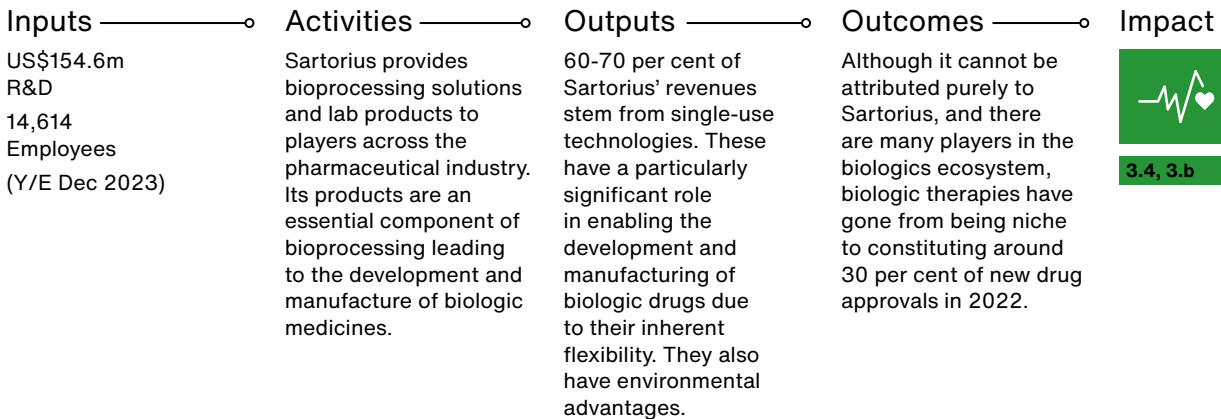 Inputs
US$154.6m
R&D
14,614
Employees
(Y/E Dec 2023)
Activities
Sartorius provides
bioprocessing solutions
and lab products to
players across the
pharmaceutical industry.
Its products are an
essential component of
bioprocessing leading
to the development and
manufacture of biologic
medicines.
Outputs
60-70 per cent of
Sartorius’ revenues
stem from single-use
technologies. These
have a particularly
significant role
in enabling the
development and
manufacturing of
biologic drugs due
to their inherent
flexibility. They also
have environmental
advantages.
Outcomes
Although it cannot be
attributed purely to
Sartorius, and there
are many players in the
biologics ecosystem,
biologic therapies have
gone from being niche
to constituting around
30 per cent of new drug
approvals in 2022.
Impact
3.4, 3.b